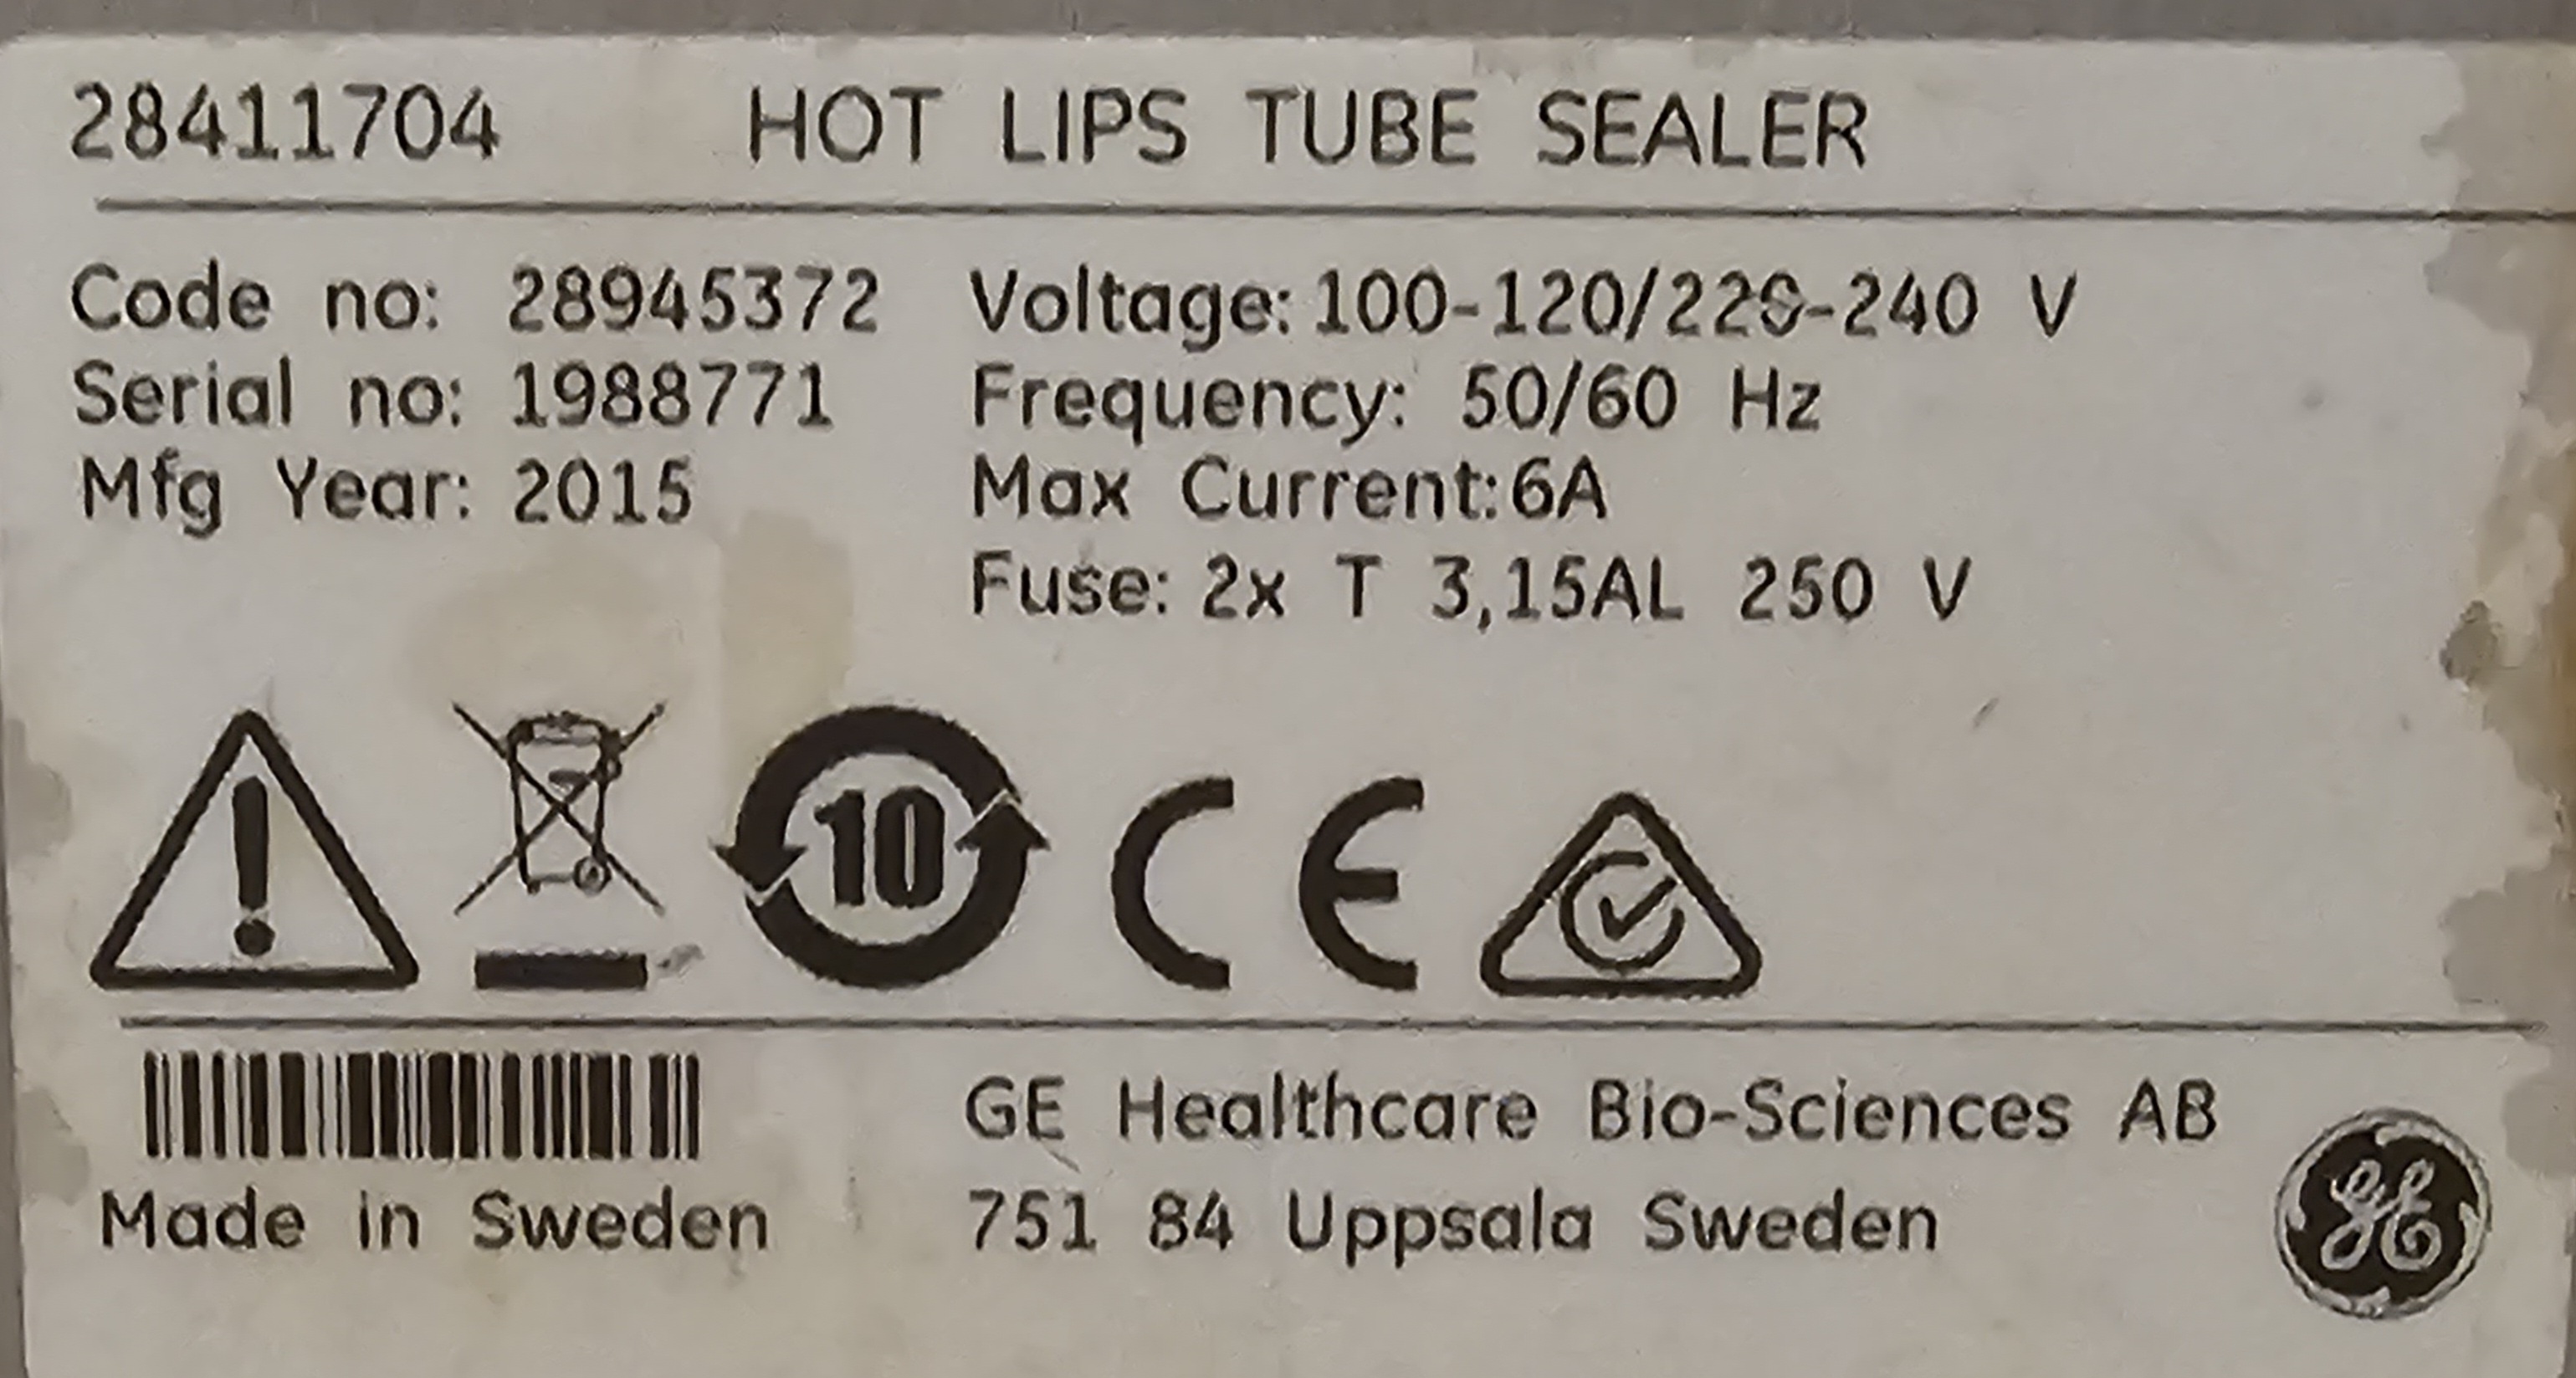 28411704 HOT LIPS TUBE SEALER
Code no: 28945372 Voltage: 100-120/220-240 V
Serial no: 1988771 Frequency: 50/60 Hz
Mfg Year: 2015 Max Current:6A
Fuse: 2x T 3,15AL 250 V
10 CE
GE Healthcare Bio-Sciences AB
Made in Sweden 751 84 Uppsala Sweden
GE